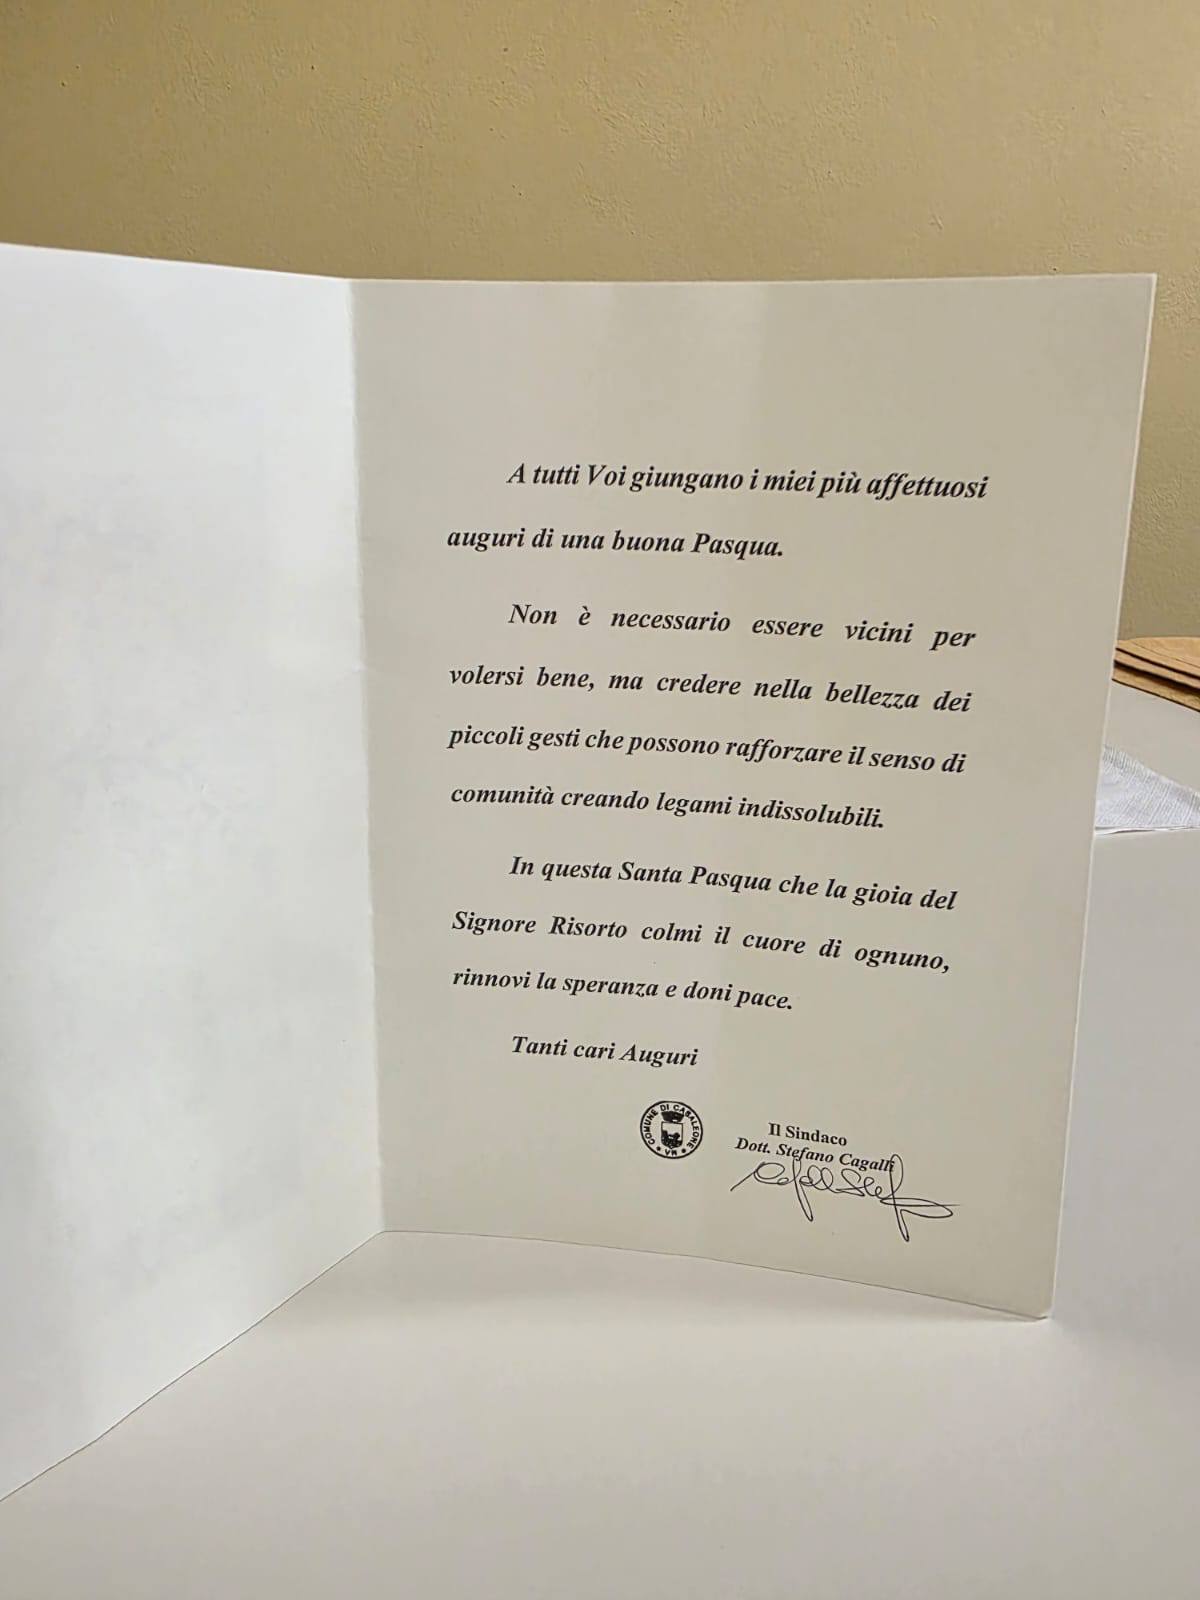 A tutti Voi giungano i miei più affettuosi
auguri di una buona Pasqua.
Non è necessario essere vicini per
volersi bene, ma credere nella bellezza dei
piccoli gesti che possono rafforzare il senso di
comunità creando legami indissolubili.
In questa Santa Pasqua che la gioia del
Signore Risorto colmi il cuore di ognuno,
rinnovi la speranza e doni pace.
Tanti cari Auguri
COMUNE DI CASALEONE
VR
Il Sindaco
Dott. Stefano Cagalli